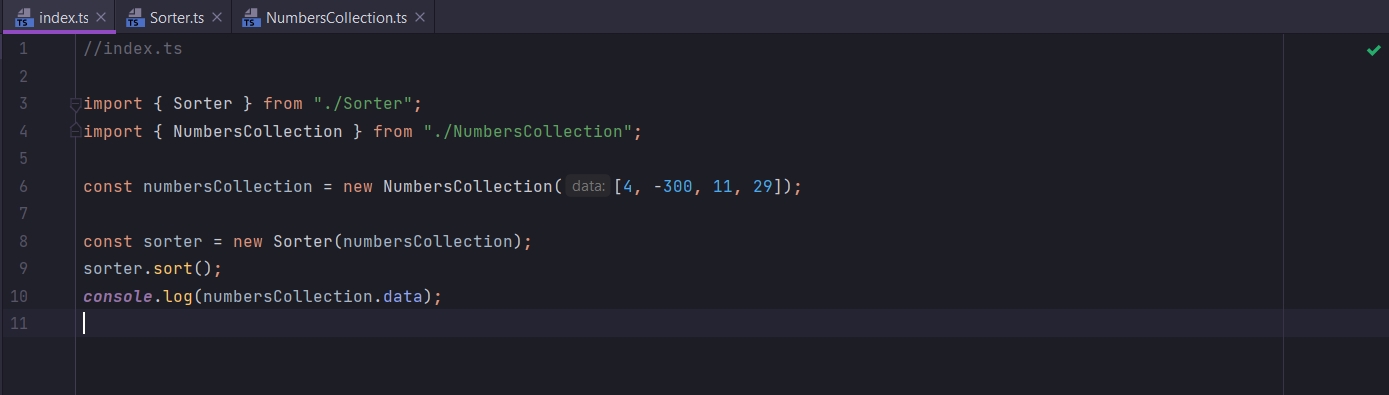 index.ts Sorter.ts NumbersCollection.ts
1 //index.ts
2
3 import { Sorter } from "./Sorter";
4 import { NumbersCollection } from "./NumbersCollection";
5
6 const numbersCollection = new NumbersCollection( data: [4, -300, 11, 29]);
7
8 const sorter = new Sorter(numbersCollection);
9 sorter.sort();
10 console.log(numbersCollection.data);
11